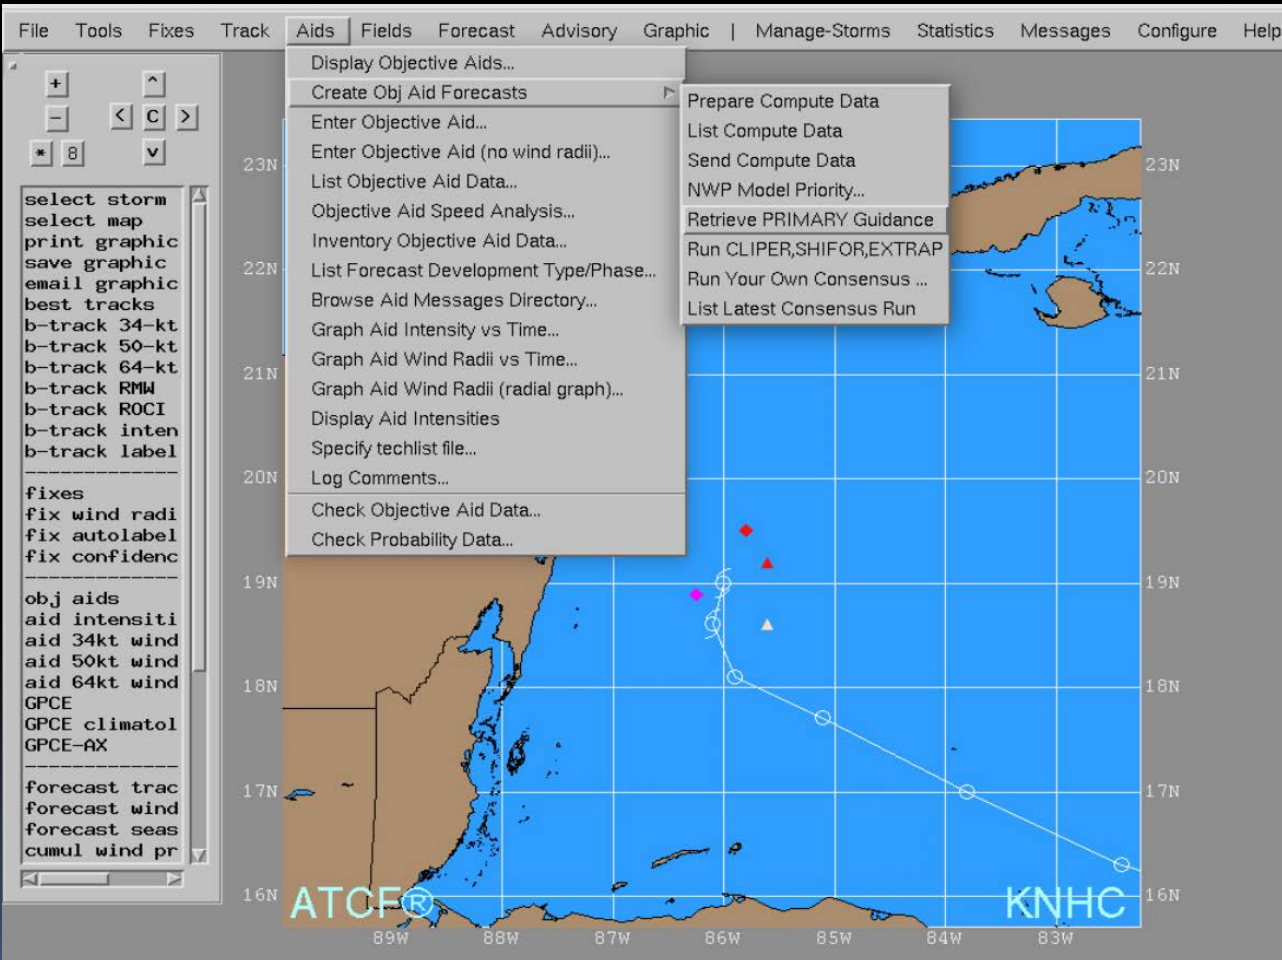 File Tools Fixes Track Aids Fields Forecast Advisory Graphic | Manage-Storms Statistics Messages Configure Help
+
^
−
< C >
* 8
v
select storm
select map
print graphic
save graphic
email graphic
best tracks
b-track 34-kt
b-track 50-kt
b-track 64-kt
b-track RMW
b-track ROCI
b-track inten
b-track label
fixes
fix wind radi
fix autolabel
fix confidenc
obj aids
aid intensiti
aid 34kt wind
aid 50kt wind
aid 64kt wind
GPCE
GPCE climatol
GPCE-AX
forecast trac
forecast wind
forecast seas
cumul wind pr
Display Objective Aids...
Create Obj Aid Forecasts
Enter Objective Aid...
Enter Objective Aid (no wind radii)...
List Objective Aid Data...
Objective Aid Speed Analysis...
Inventory Objective Aid Data...
List Forecast Development Type/Phase...
Browse Aid Messages Directory...
Graph Aid Intensity vs Time...
Graph Aid Wind Radii vs Time...
Graph Aid Wind Radii (radial graph)...
Display Aid Intensities
Specify techlist file...
Log Comments...
Check Objective Aid Data...
Check Probability Data...
Prepare Compute Data
List Compute Data
Send Compute Data
NWP Model Priority...
Retrieve PRIMARY Guidance
Run CLIPER,SHIFOR,EXTRAP
Run Your Own Consensus ...
List Latest Consensus Run
23N 23N
22N 22N
21N 21N
20N 20N
19N 19N
18N 18N
17N 17N
16N 16N
ATCF® KNHC
89W 88W 87W 86W 85W 84W 83W